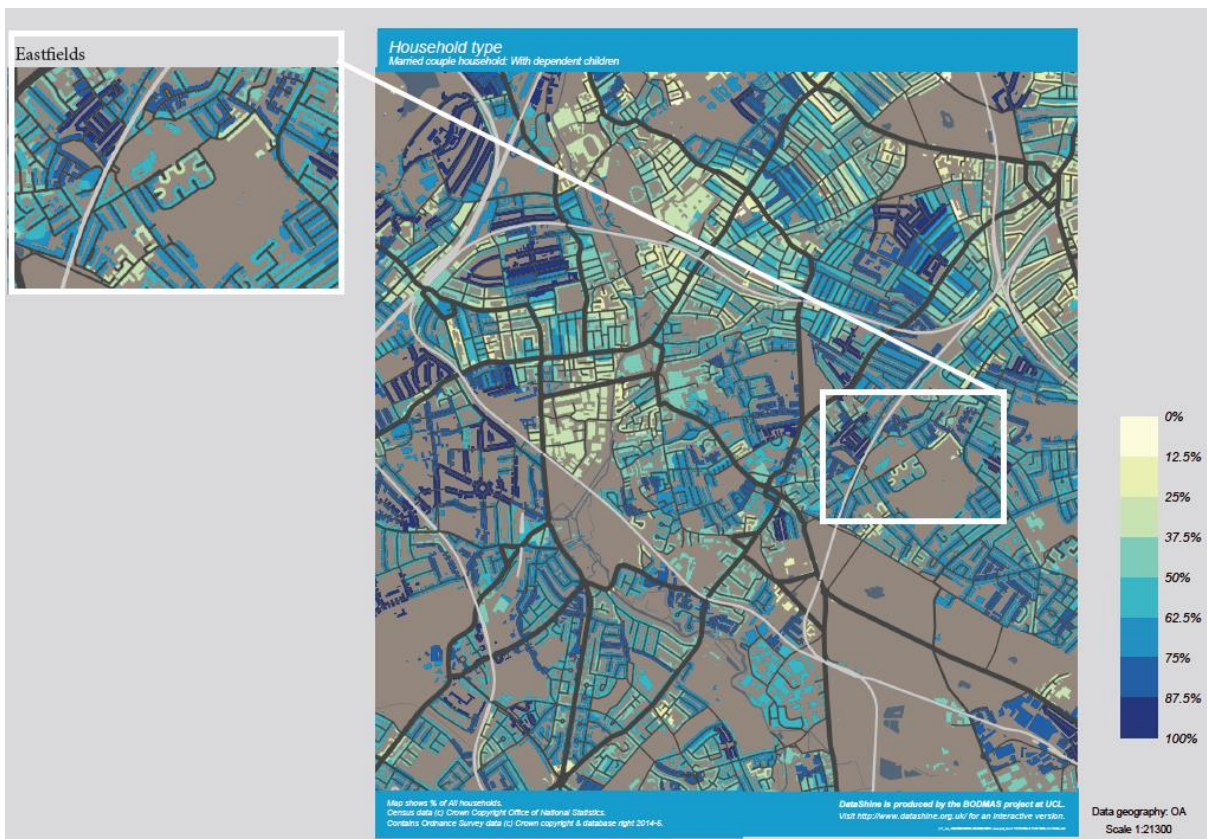 Eastfields
Household type
Married couple household: With dependent children
0%
12.5%
25%
37.5%
50%
62.5%
75%
87.5%
100%
Map shows % of All households.
Census data (c) Crown Copyright Office of National Statistics.
Contains Ordnance Survey data (c) Crown copyright & database right 2014-5.
DataShine is produced by the BODMAS project at UCL.
Visit http://www.datashine.org.uk/ for an interactive version.
Data geography: OA
Scale 1:21300